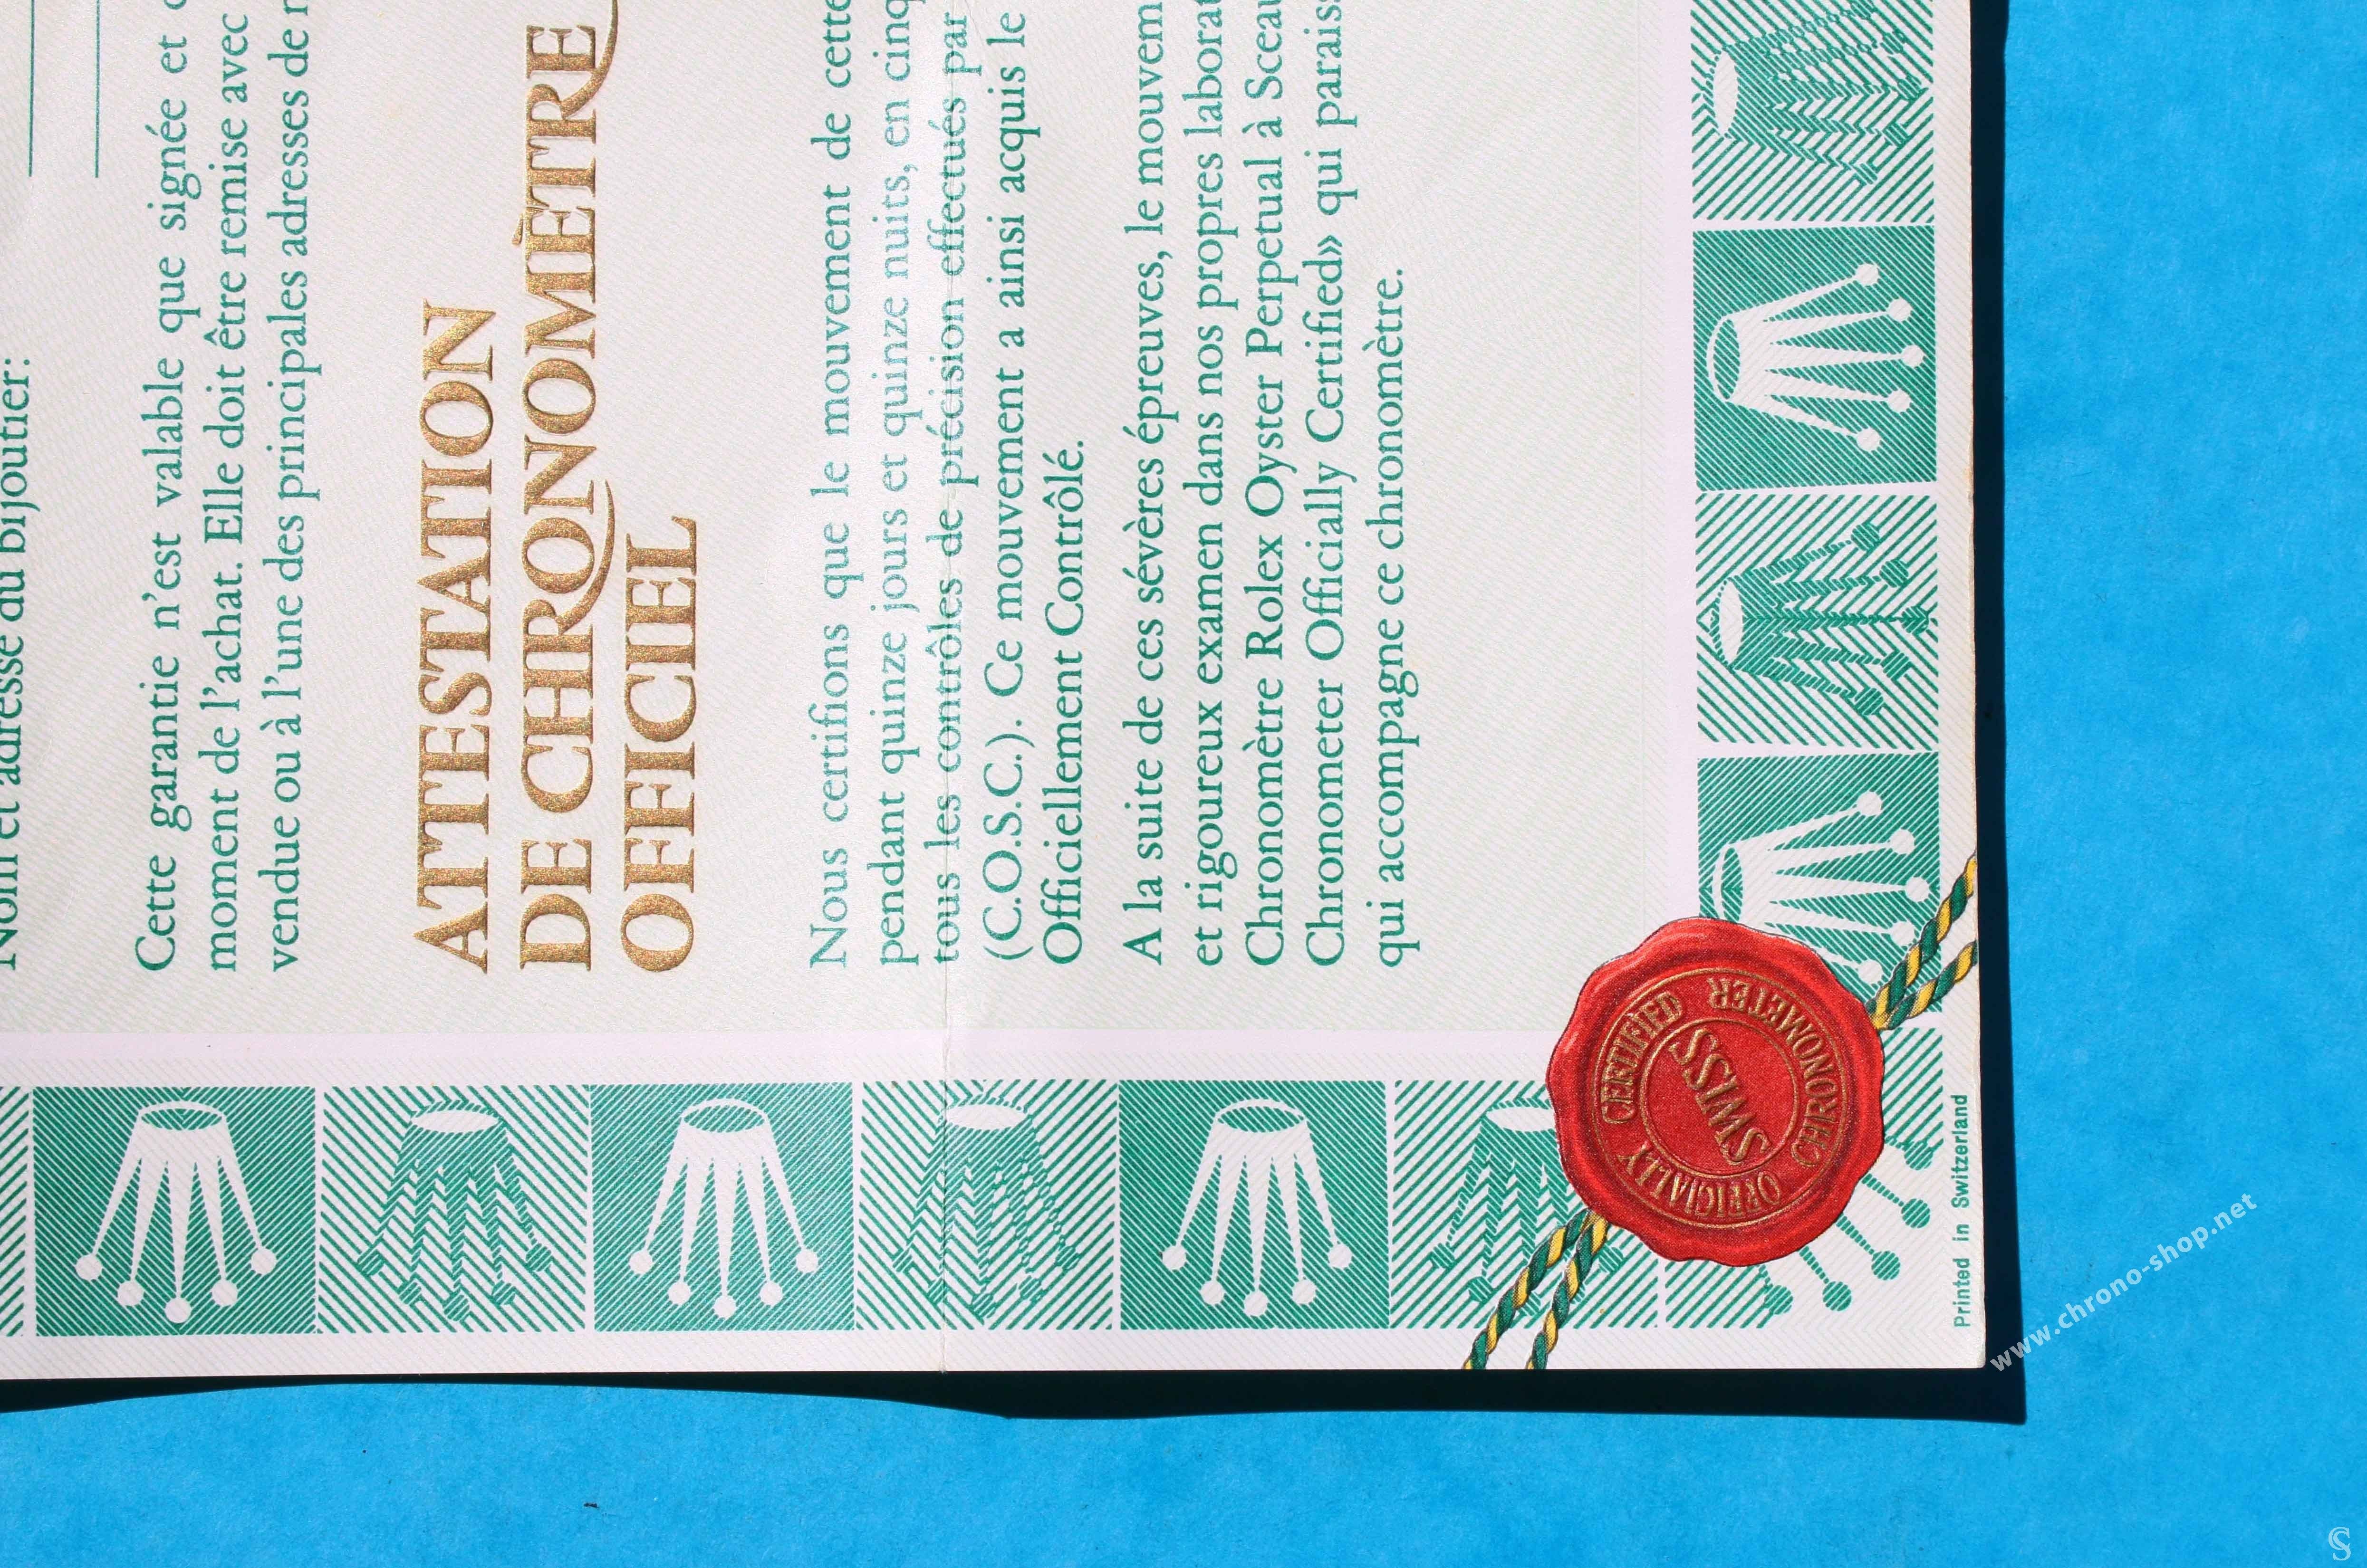 Nom et adresse du bijoutier:
Cette garantie n'est valable que signée et
moment de l'achat. Elle doit être remise avec
vendue ou à l'une des principales adresses de
ATTESTATION
DE CHRONOMÈTRE
OFFICIEL
Nous certifions que le mouvement de cette
pendant quinze jours et quinze nuits, en cinq
tous les contrôles de précision effectués par
(C.O.S.C.). Ce mouvement a ainsi acquis le
Officiellement Contrôlé.
A la suite de ces sévères épreuves, le
et rigoureux examen dans nos propres
Chronomètre Rolex Oyster Perpetual à
Chronometer Officially Certified» qui
qui accompagne ce chronomètre.
OFFICIALLY CERTIFIED
CHRONOMETER
SWISS
Printed in Switzerland
www.chrono-shop.net